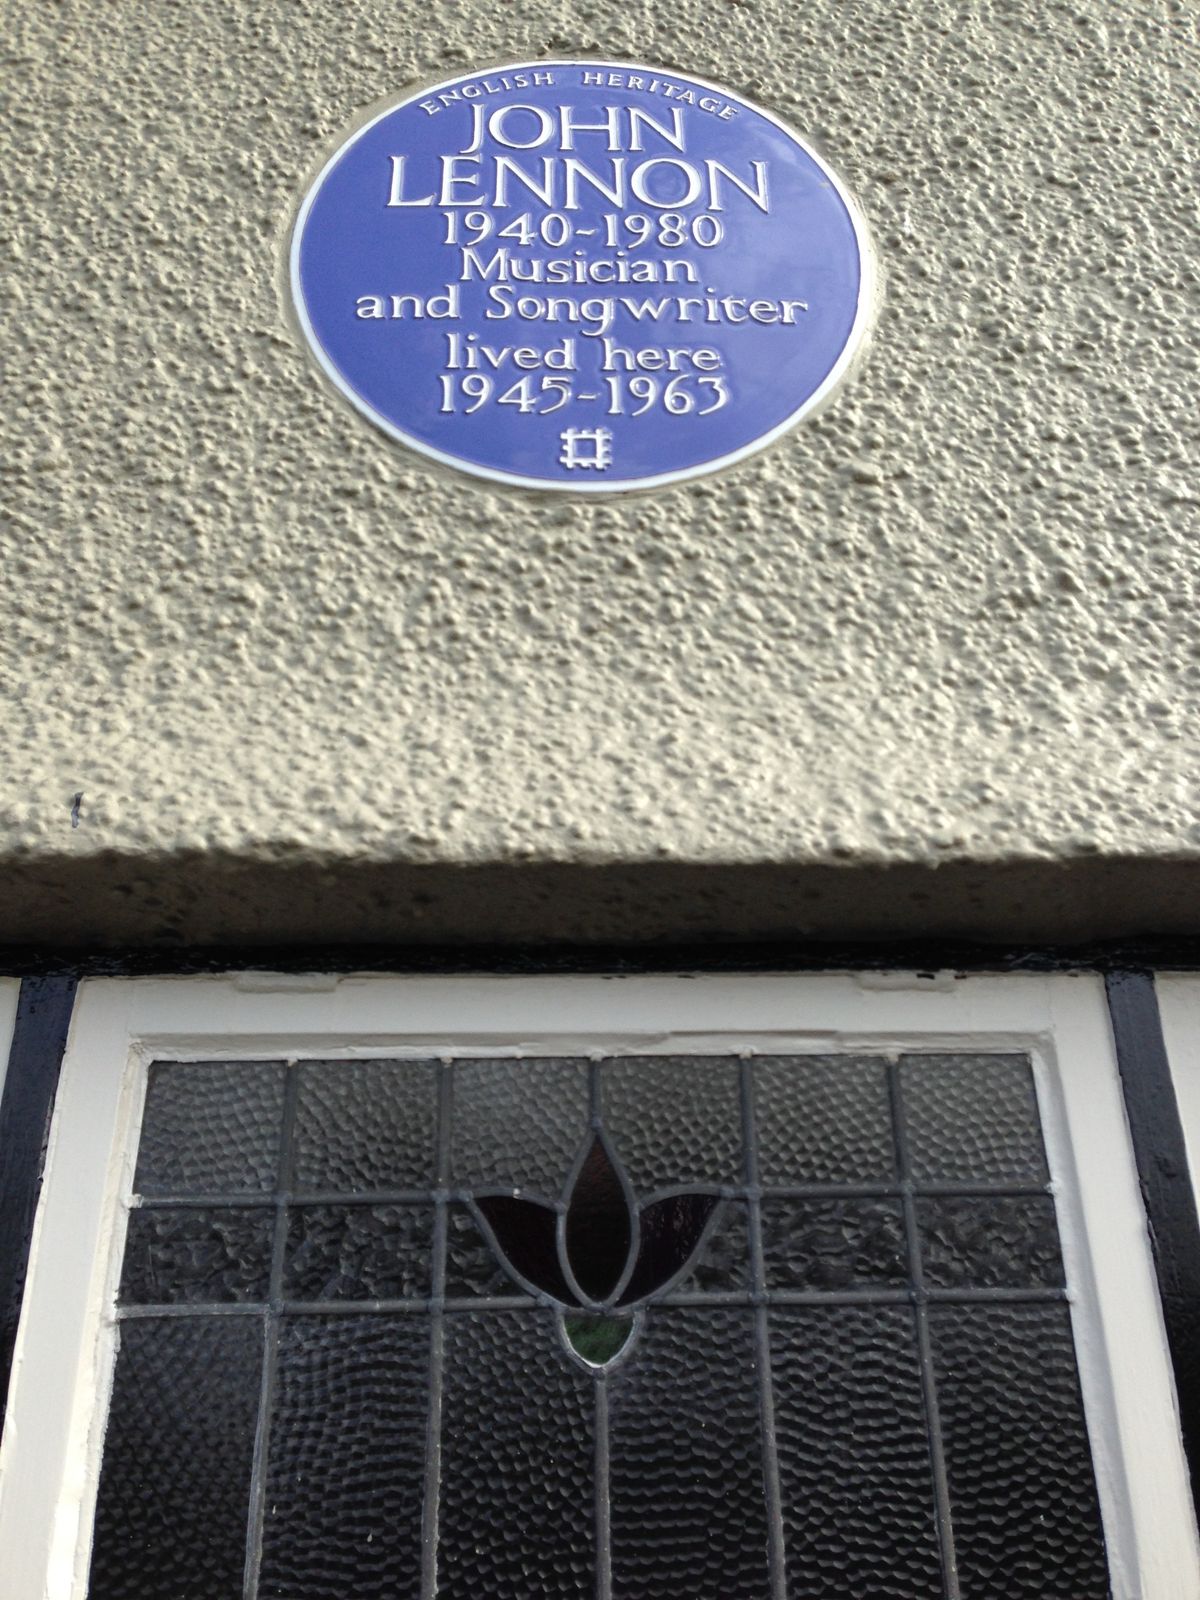 ENGLISH HERITAGE
JOHN
LENNON
1940-1980
Musician
and Songwriter
lived here
1945-1963